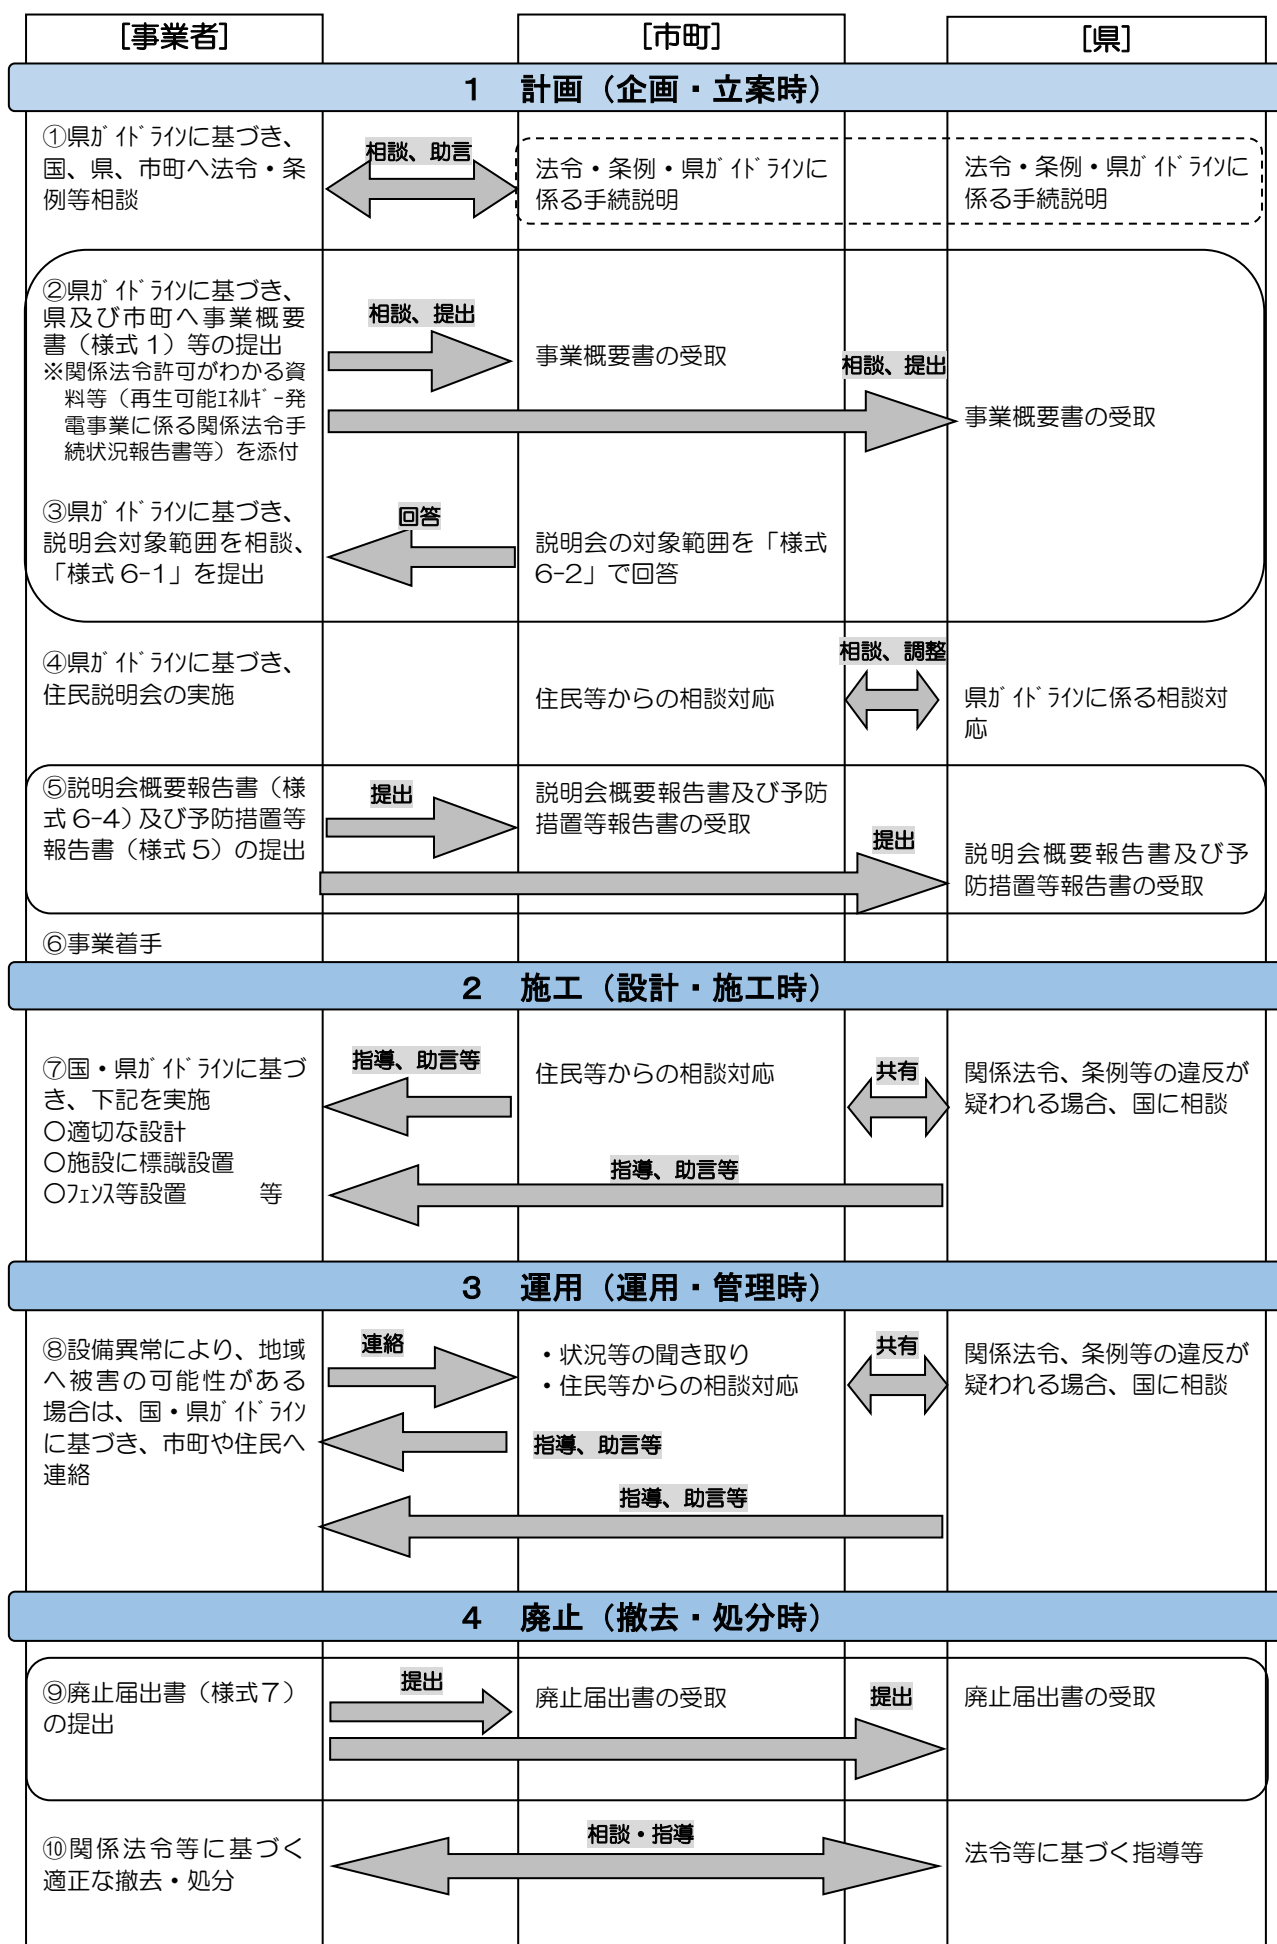 ［事業者］
［市町］
［県］
１　計画（企画・立案時）
①県ｶﾞｲﾄﾞﾗｲﾝに基づき、
国、県、市町へ法令・条
例等相談
相談、助言
法令・条例・県ｶﾞｲﾄﾞﾗｲﾝに
係る手続説明
法令・条例・県ｶﾞｲﾄﾞﾗｲﾝに
係る手続説明
②県ｶﾞｲﾄﾞﾗｲﾝに基づき、
県及び市町へ事業概要
書（様式１）等の提出
※関係法令許可がわかる資
料等（再生可能ｴﾈﾙｷﾞｰ発
電事業に係る関係法令手
続状況報告書等）を添付
相談、提出
事業概要書の受取
相談、提出
事業概要書の受取
③県ｶﾞｲﾄﾞﾗｲﾝに基づき、
説明会対象範囲を相談、
「様式 6-1」を提出
回答
説明会の対象範囲を「様式
6-2」で回答
④県ｶﾞｲﾄﾞﾗｲﾝに基づき、
住民説明会の実施
住民等からの相談対応
相談、調整
県ｶﾞｲﾄﾞﾗｲﾝに係る相談対
応
⑤説明会概要報告書（様
式 6-4）及び予防措置等
報告書（様式５）の提出
提出
説明会概要報告書及び予防
措置等報告書の受取
提出
説明会概要報告書及び予
防措置等報告書の受取
⑥事業着手
２　施工（設計・施工時）
⑦国・県ｶﾞｲﾄﾞﾗｲﾝに基づ
き、下記を実施
○適切な設計
○施設に標識設置
○ﾌｪﾝｽ等設置　　　等
指導、助言等
住民等からの相談対応
共有
関係法令、条例等の違反が
疑われる場合、国に相談
指導、助言等
３　運用（運用・管理時）
⑧設備異常により、地域
へ被害の可能性がある
場合は、国・県ｶﾞｲﾄﾞﾗｲﾝ
に基づき、市町や住民へ
連絡
連絡
・状況等の聞き取り
・住民等からの相談対応
共有
関係法令、条例等の違反が
疑われる場合、国に相談
指導、助言等
指導、助言等
４　廃止（撤去・処分時）
⑨廃止届出書（様式７）
の提出
提出
廃止届出書の受取
提出
廃止届出書の受取
⑩関係法令等に基づく
適正な撤去・処分
相談・指導
法令等に基づく指導等